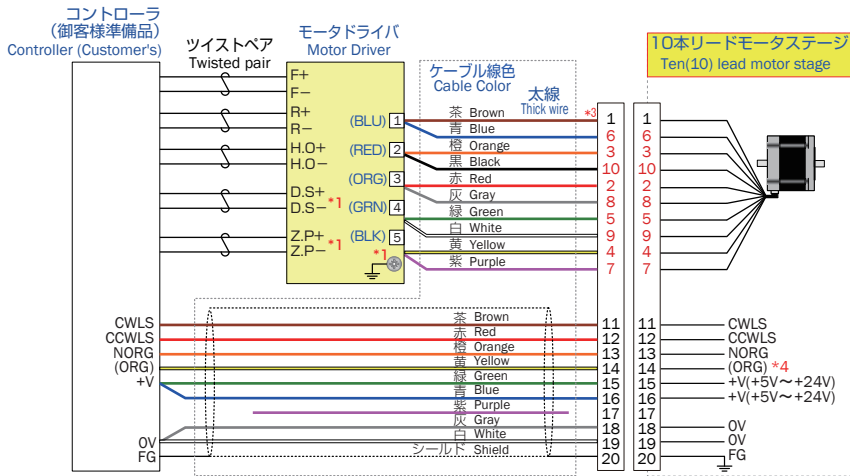 コントローラ
(御客様準備品)
Controller (Customer's)
ツイストペア
Twisted pair
モータドライバ
Motor Driver
ケーブル線色
Cable Color
太線
Thick wire
10本リードモータステージ
Ten(10) lead motor stage
F+
F−
R+
R−
H.O+
H.O−
D.S+
D.S− *1
Z.P+
Z.P− *1
(BLU) 1
(RED) 2
(ORG) 3
(GRN) 4
(BLK) 5
*1
茶 Brown *3 1 1
青 Blue 6 6
橙 Orange 3 3
黒 Black 10 10
赤 Red 2 2
灰 Gray 8 8
緑 Green 5 5
白 White 9 9
黄 Yellow 4 4
紫 Purple 7 7
CWLS 茶 Brown 11 11 CWLS
CCWLS 赤 Red 12 12 CCWLS
NORG 橙 Orange 13 13 NORG
(ORG) 黄 Yellow 14 14 (ORG) *4
+V 緑 Green 15 15 +V(+5V〜+24V)
青 Blue 16 16 +V(+5V〜+24V)
紫 Purple 17 17
灰 Gray 18 18 0V
0V 白 White 19 19 0V
FG シールド Shield 20 20 FG